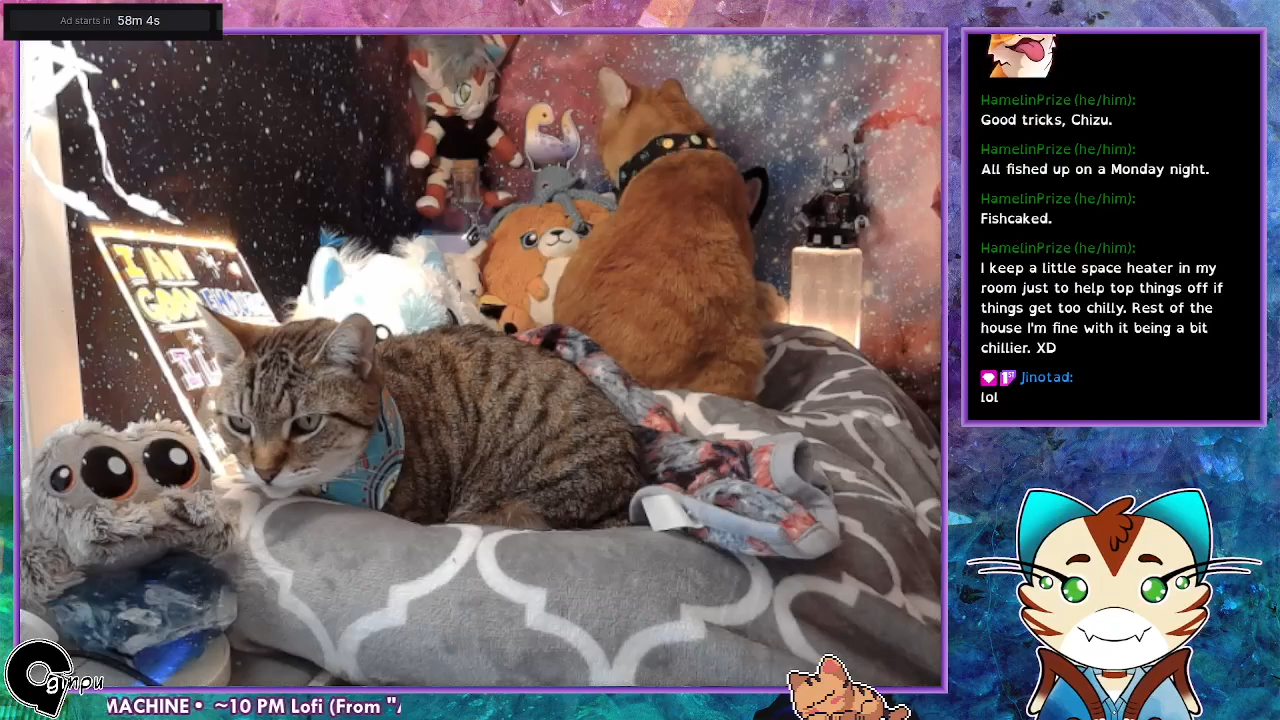 Ad starts in 58m 4s
I AM
GOOD
HamelinPrize (he/him):
Good tricks, Chizu.
HamelinPrize (he/him):
All fished up on a Monday night.
HamelinPrize (he/him):
Fishcaked.
HamelinPrize (he/him):
I keep a little space heater in my
room just to help top things off if
things get too chilly. Rest of the
house I'm fine with it being a bit
chillier. XD
1ST Jinotad:
lol
ginpu
MACHINE • ~10 PM Lofi (From "